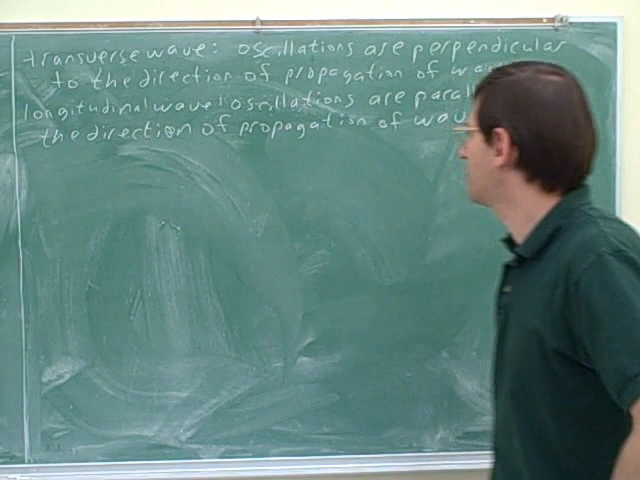 transverse wave: oscillations are perpendicular
to the direction of propagation of
longitudinal wave: oscillations are
the direction of propagation of